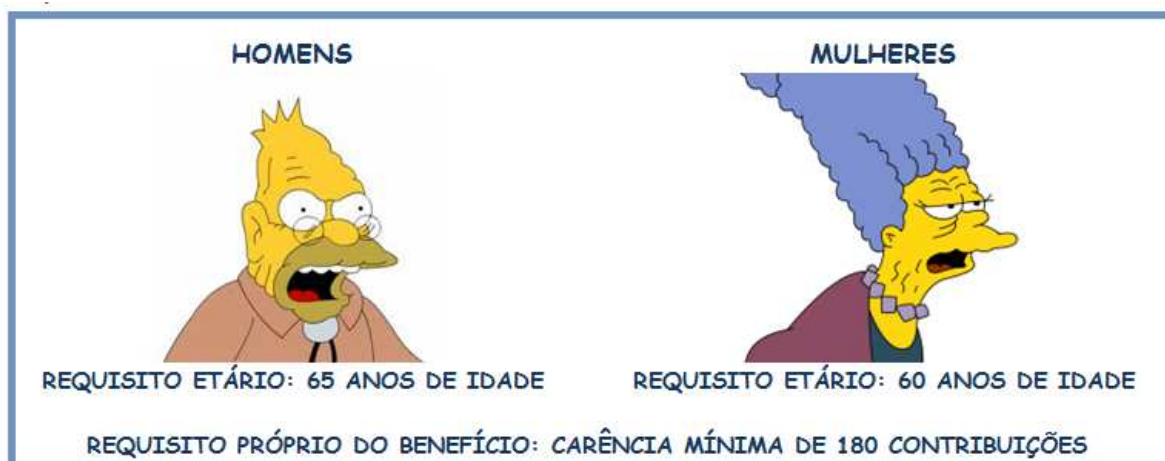 HOMENS
MULHERES
REQUISITO ETÁRIO: 65 ANOS DE IDADE
REQUISITO ETÁRIO: 60 ANOS DE IDADE
REQUISITO PRÓPRIO DO BENEFÍCIO: CARÊNCIA MÍNIMA DE 180 CONTRIBUIÇÕES